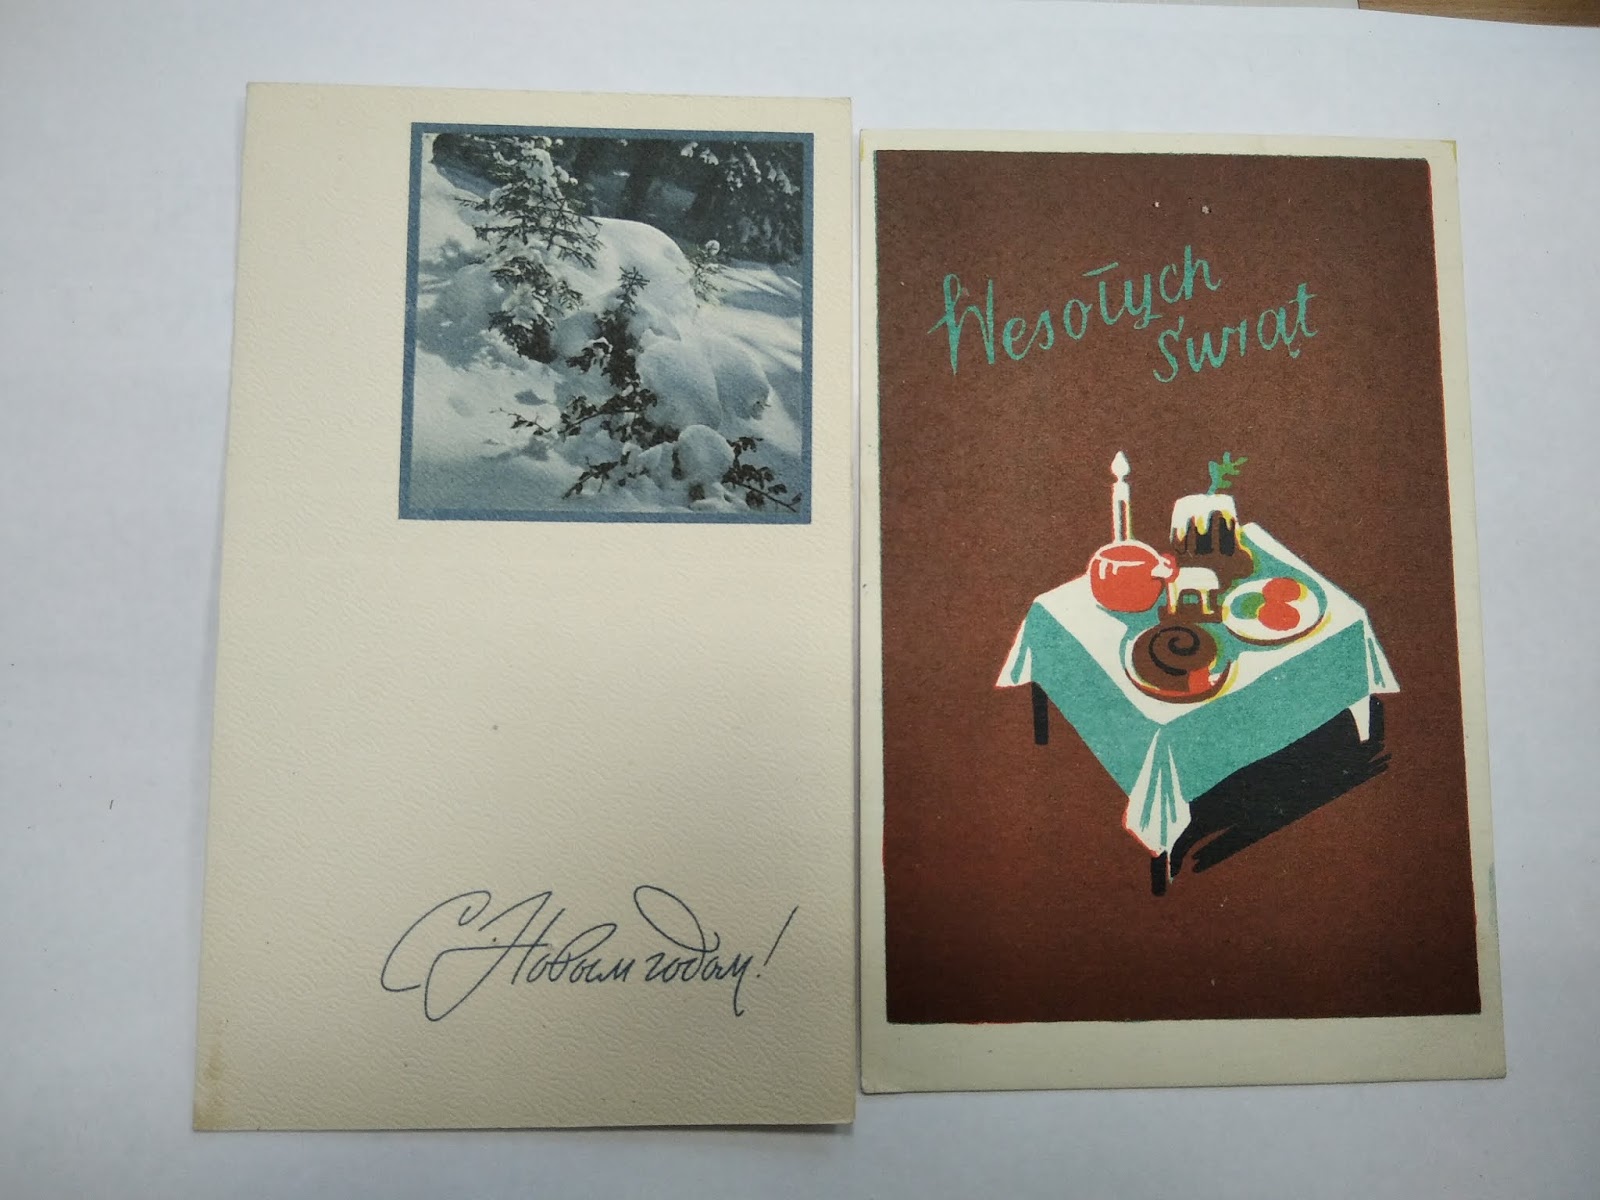 С Новым годом!
Wesołych
Świąt